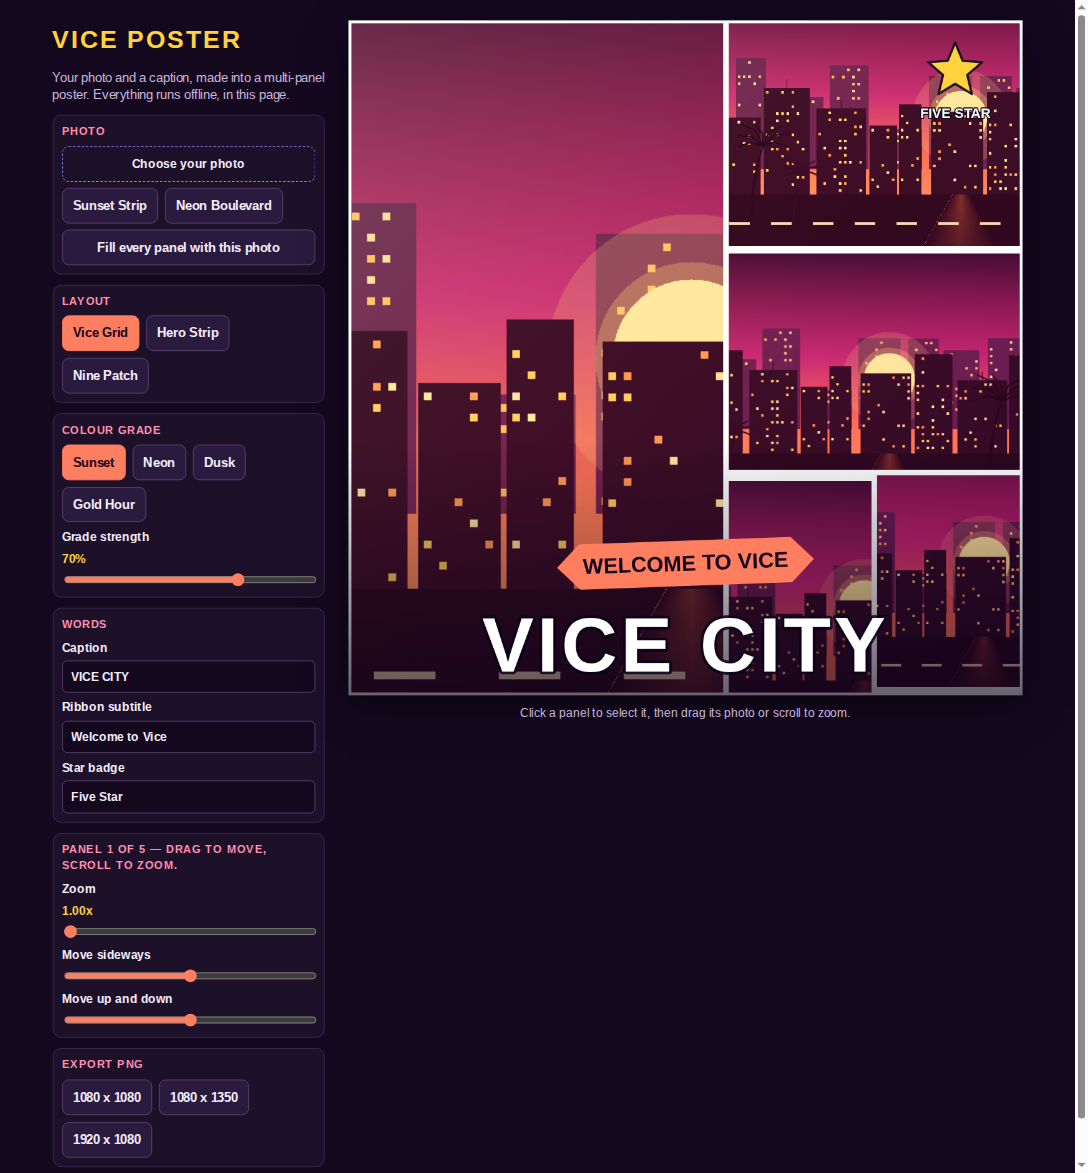 VICE POSTER
Your photo and a caption, made into a multi-panel
poster. Everything runs offline, in this page.
PHOTO
Choose your photo
Sunset Strip
Neon Boulevard
Fill every panel with this photo
LAYOUT
Vice Grid
Hero Strip
Nine Patch
COLOUR GRADE
Sunset
Neon
Dusk
Gold Hour
Grade strength
70%
WORDS
Caption
VICE CITY
Ribbon subtitle
Welcome to Vice
Star badge
Five Star
PANEL 1 OF 5 — DRAG TO MOVE,
SCROLL TO ZOOM.
Zoom
1.00x
Move sideways
Move up and down
EXPORT PNG
1080 x 1080
1080 x 1350
1920 x 1080
FIVE STAR
WELCOME TO VICE
VICE CITY
Click a panel to select it, then drag its photo or scroll to zoom.